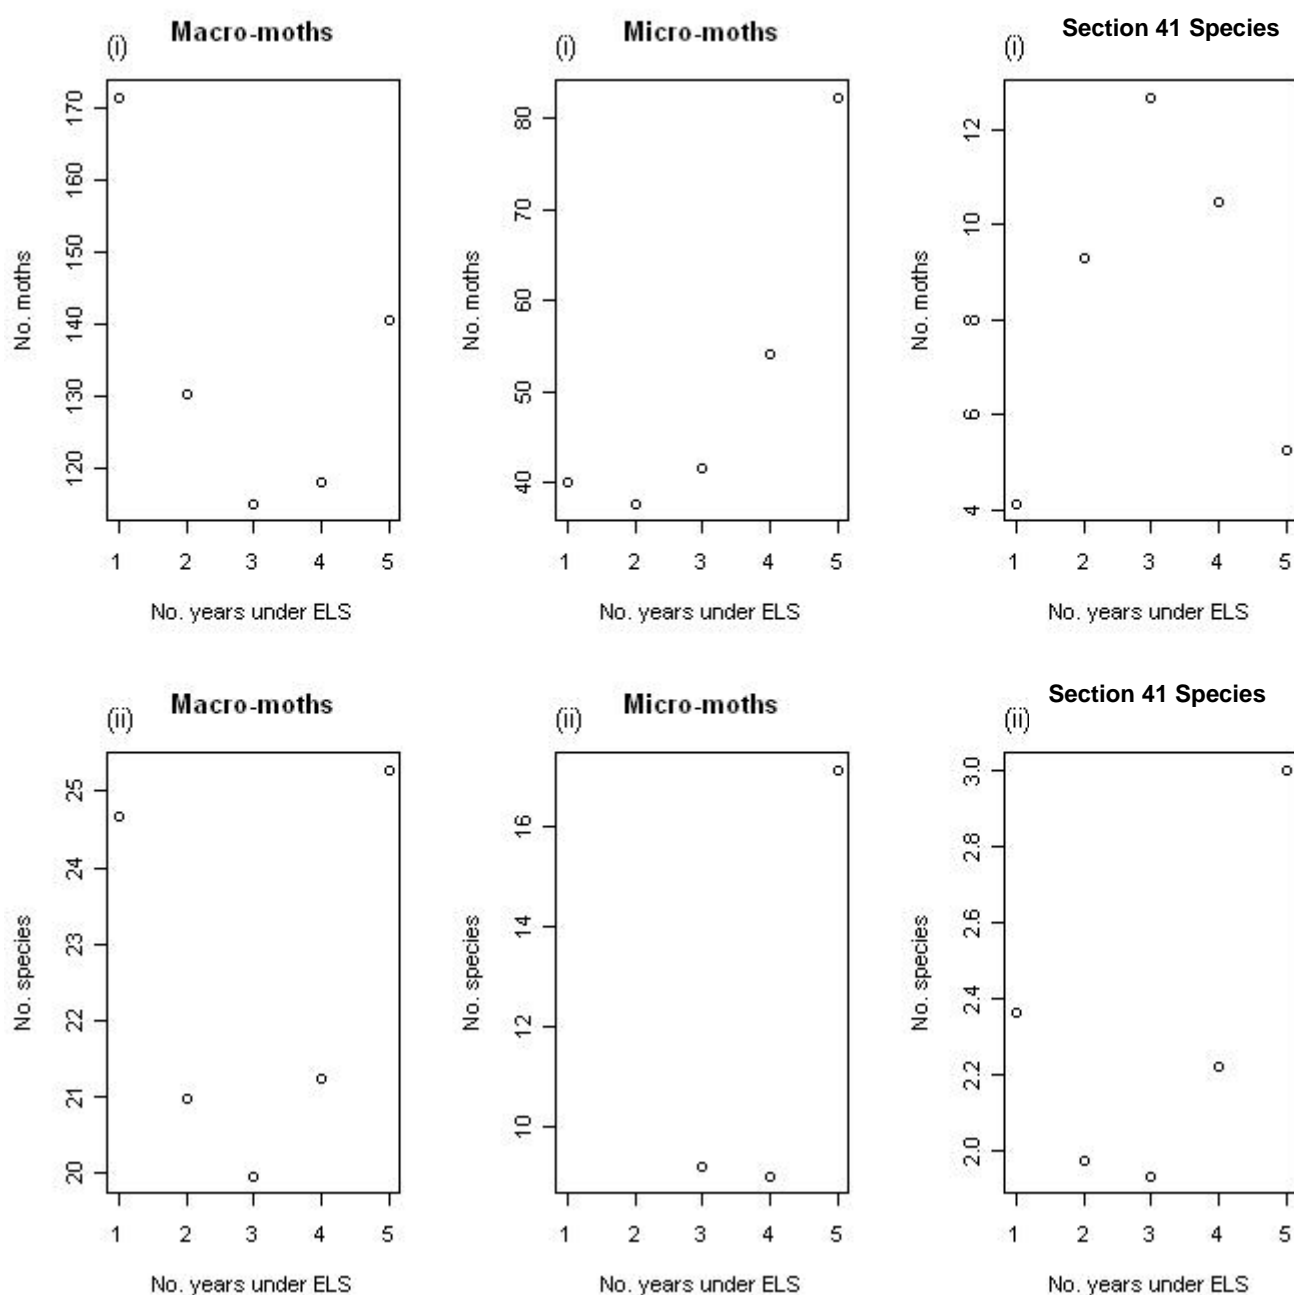 (i) Macro-moths
170
160
150
140
130
120
No. moths
1 2 3 4 5
No. years under ELS
(i) Micro-moths
80
70
60
50
40
No. moths
1 2 3 4 5
No. years under ELS
(i) Section 41 Species
12
10
8
6
4
No. moths
1 2 3 4 5
No. years under ELS
(ii) Macro-moths
25
24
23
22
21
20
No. species
1 2 3 4 5
No. years under ELS
(ii) Micro-moths
16
14
12
10
No. species
1 2 3 4 5
No. years under ELS
(ii) Section 41 Species
3.0
2.8
2.6
2.4
2.2
2.0
No. species
1 2 3 4 5
No. years under ELS